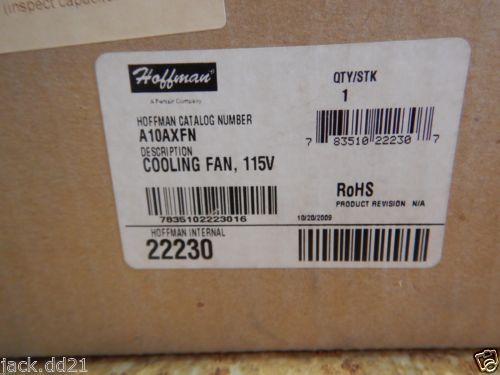 (Inspect
Hoffman®
A Pentair Company
QTY/STK
1
HOFFMAN CATALOG NUMBER
A10AXFN
DESCRIPTION
COOLING FAN, 115V
7 83510 22230 7
7835102223016
RoHS
PRODUCT REVISION N/A
10/20/2009
HOFFMAN INTERNAL
22230
jack.dd21